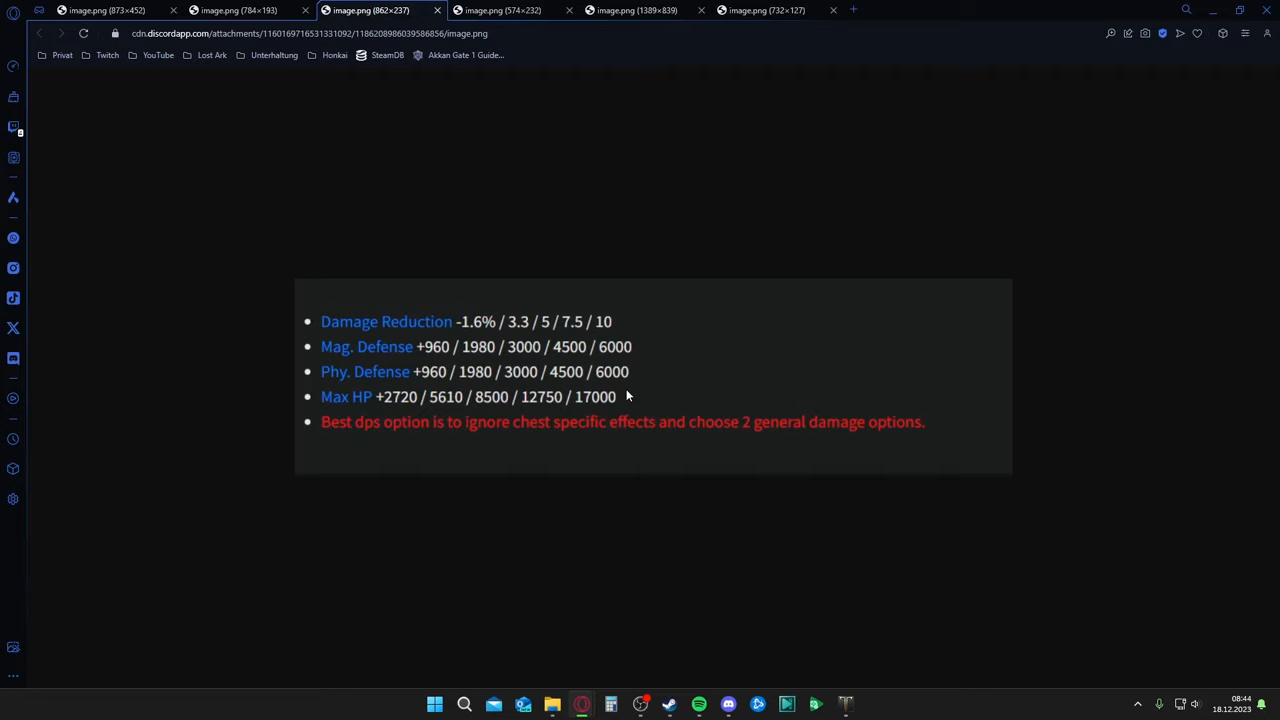 image.png (873×452)
image.png (784×193)
image.png (862×237)
image.png (574×232)
image.png (1389×839)
image.png (732×127)
cdn.discordapp.com/attachments/1160169716531331092/1186208986039586856/image.png
Privat
Twitch
YouTube
Lost Ark
Unterhaltung
Honkai
SteamDB
Akkan Gate 1 Guide...
Damage Reduction -1.6% / 3.3 / 5 / 7.5 / 10
Mag. Defense +960 / 1980 / 3000 / 4500 / 6000
Phy. Defense +960 / 1980 / 3000 / 4500 / 6000
Max HP +2720 / 5610 / 8500 / 12750 / 17000
Best dps option is to ignore chest specific effects and choose 2 general damage options.
08:44
18.12.2023